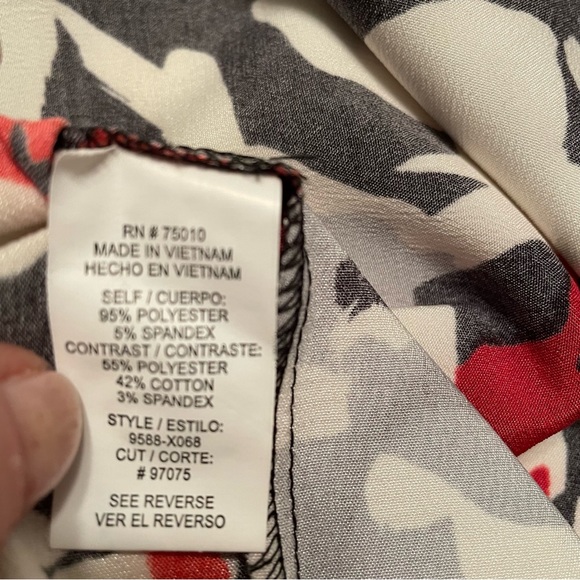 RN # 75010
MADE IN VIETNAM
HECHO EN VIETNAM
SELF / CUERPO:
95% POLYESTER
5% SPANDEX
CONTRAST / CONTRASTE:
55% POLYESTER
42% COTTON
3% SPANDEX
STYLE / ESTILO:
9588-X068
CUT / CORTE:
# 97075
SEE REVERSE
VER EL REVERSO